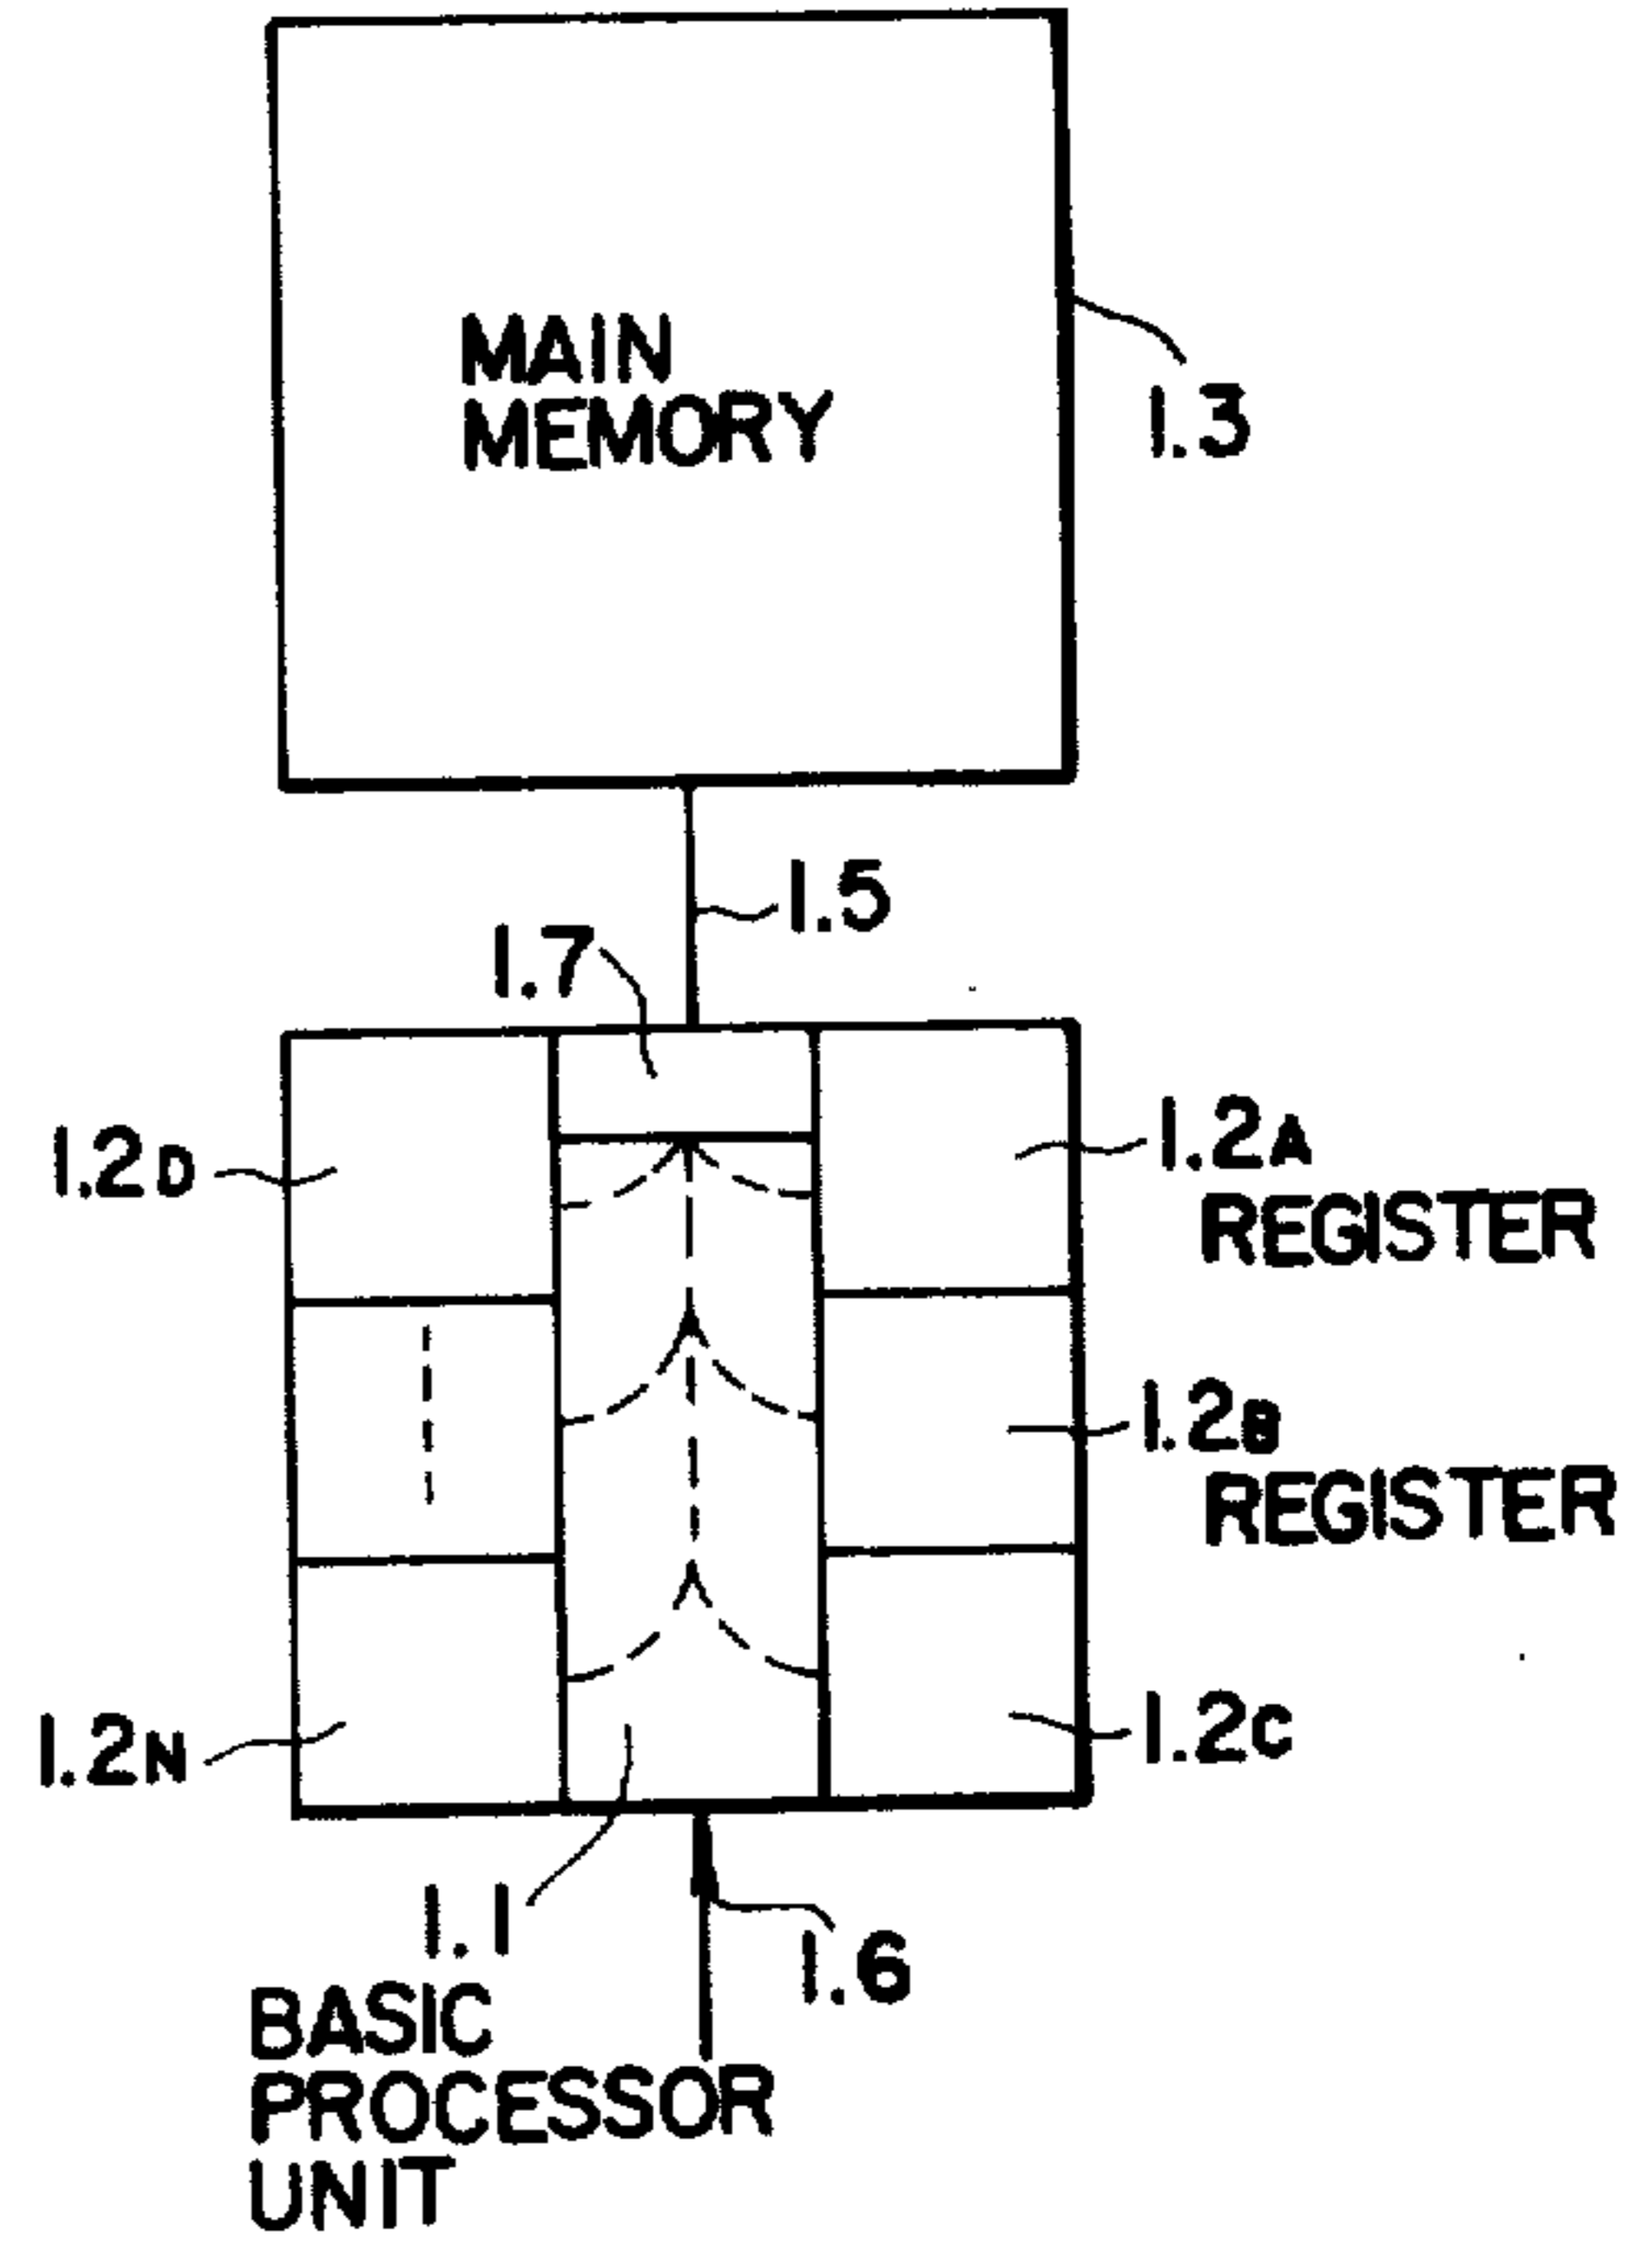 MAIN
MEMORY
1.3
1.5
1.7
1.2D
1.2A
REGISTER
1.2B
REGISTER
1.2N
1.2C
1.1
1.6
BASIC
PROCESSOR
UNIT